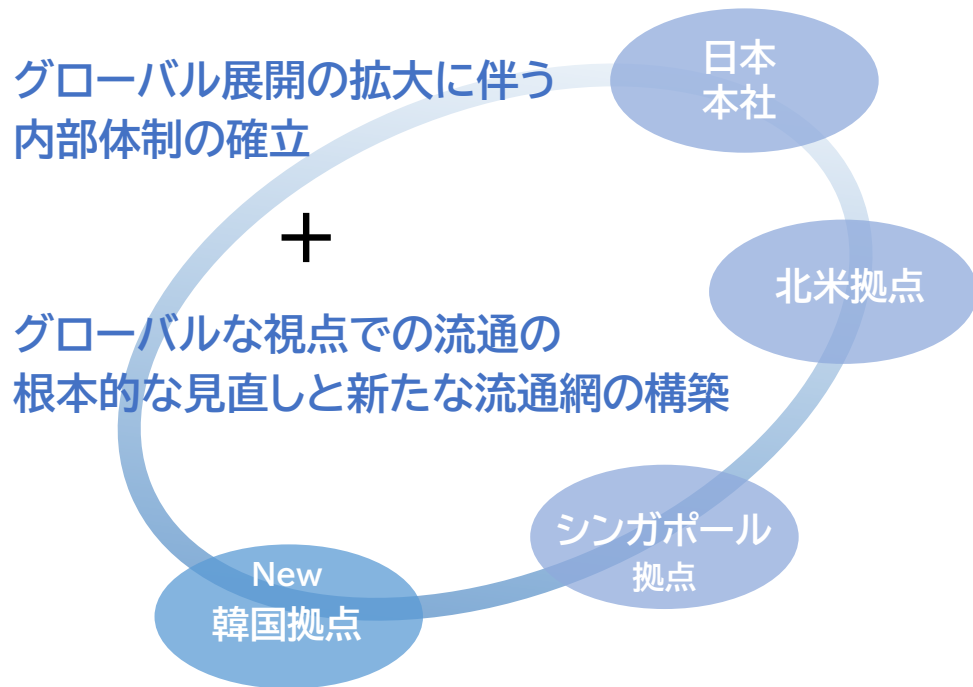 グローバル展開の拡大に伴う
内部体制の確立
＋
グローバルな視点での流通の
根本的な見直しと新たな流通網の構築
日本
本社
北米拠点
シンガポール
拠点
New
韓国拠点